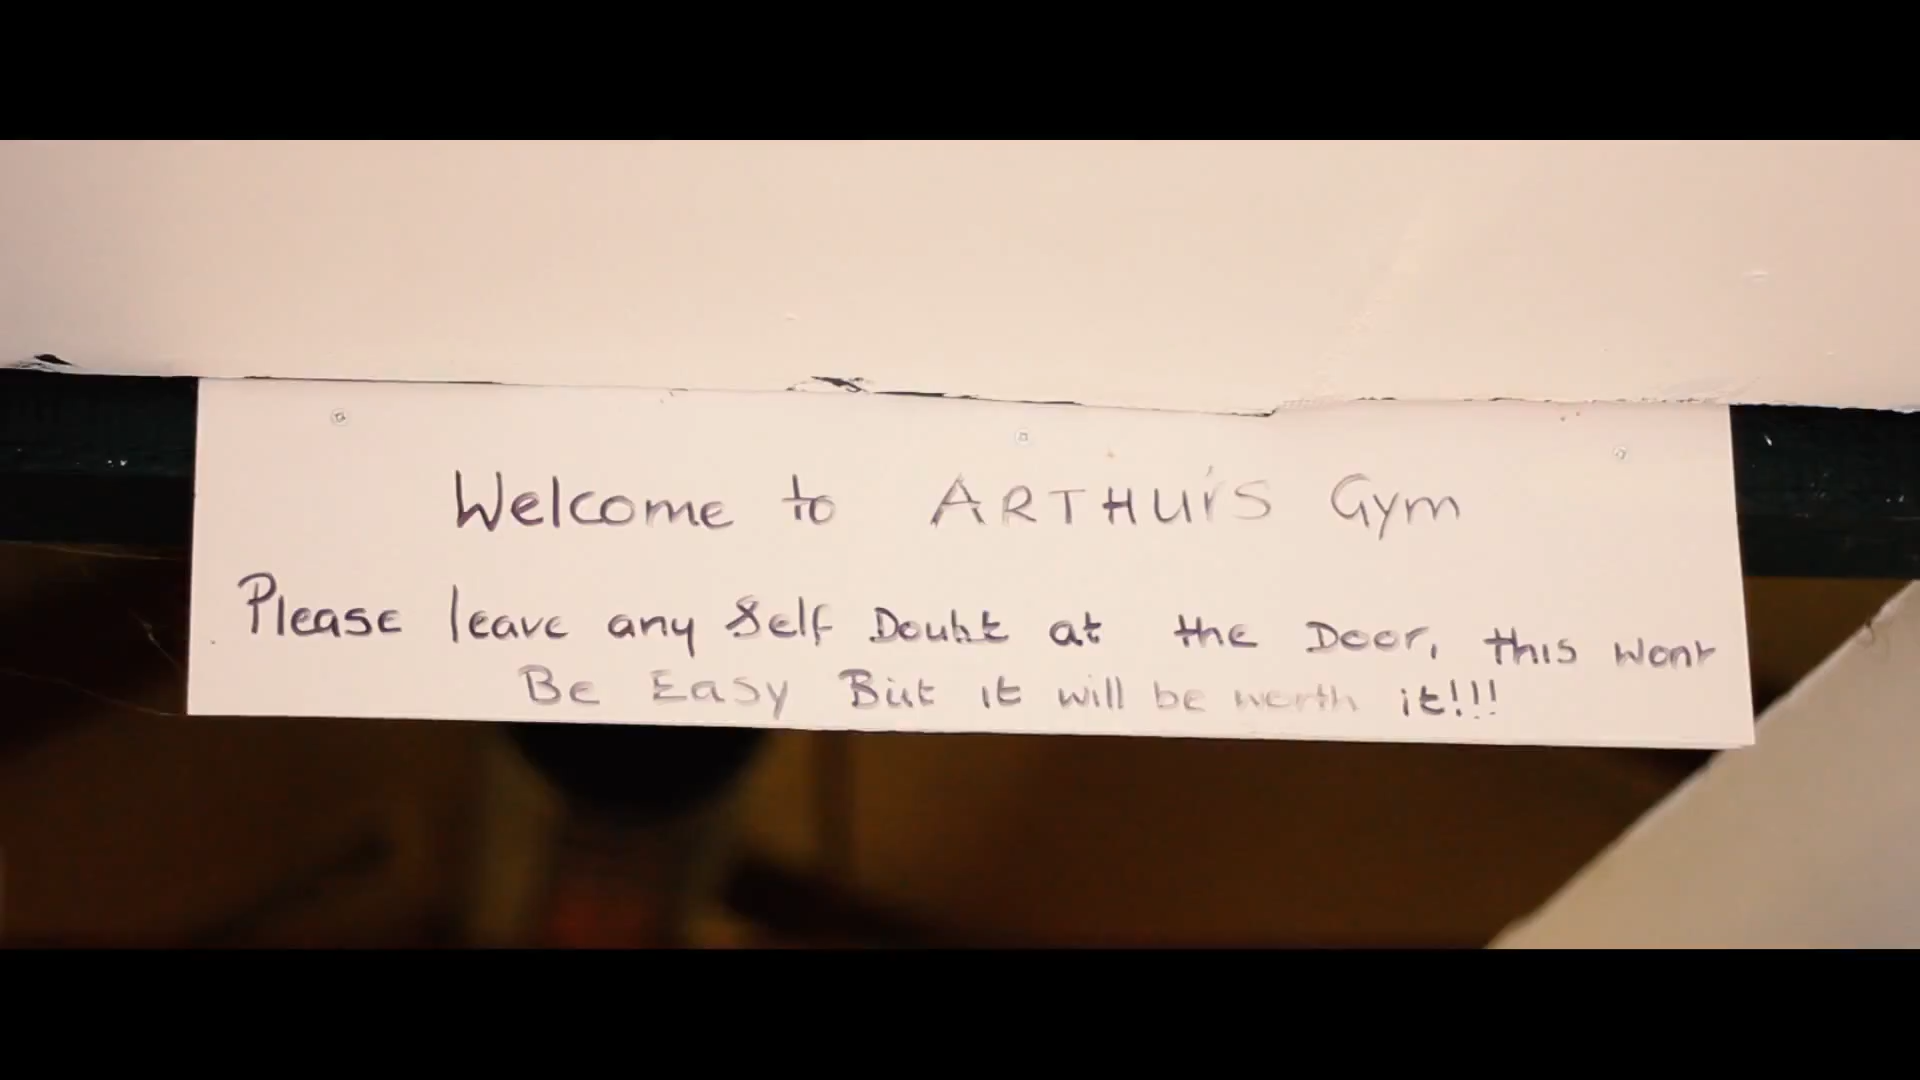 Welcome to ARTHUr'S Gym
Please leave any Self Doubt at the Door, this wont
Be Easy But it will be worth it!!!